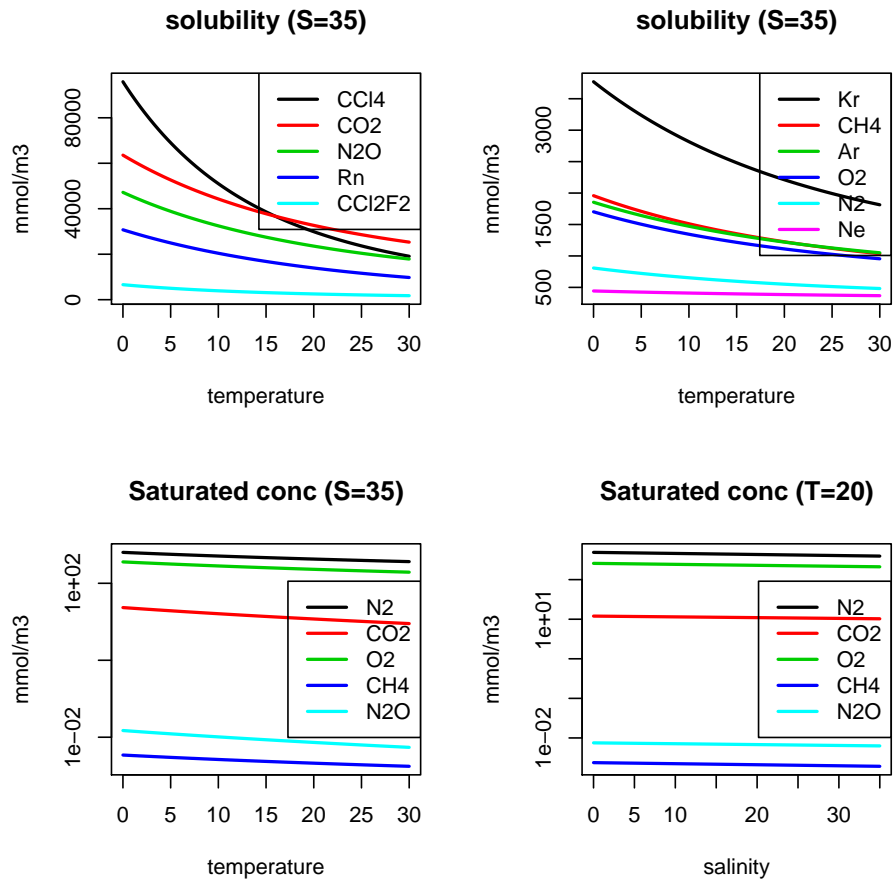 solubility (S=35)
mmol/m3
80000
40000
0
CCl4
CO2
N2O
Rn
CCl2F2
0 5 10 15 20 25 30
temperature
solubility (S=35)
mmol/m3
3000
1500
500
Kr
CH4
Ar
O2
N2
Ne
0 5 10 15 20 25 30
temperature
Saturated conc (S=35)
mmol/m3
1e+02
1e−02
N2
CO2
O2
CH4
N2O
0 5 10 15 20 25 30
temperature
Saturated conc (T=20)
mmol/m3
1e+01
1e−02
N2
CO2
O2
CH4
N2O
0 5 10 20 30
salinity